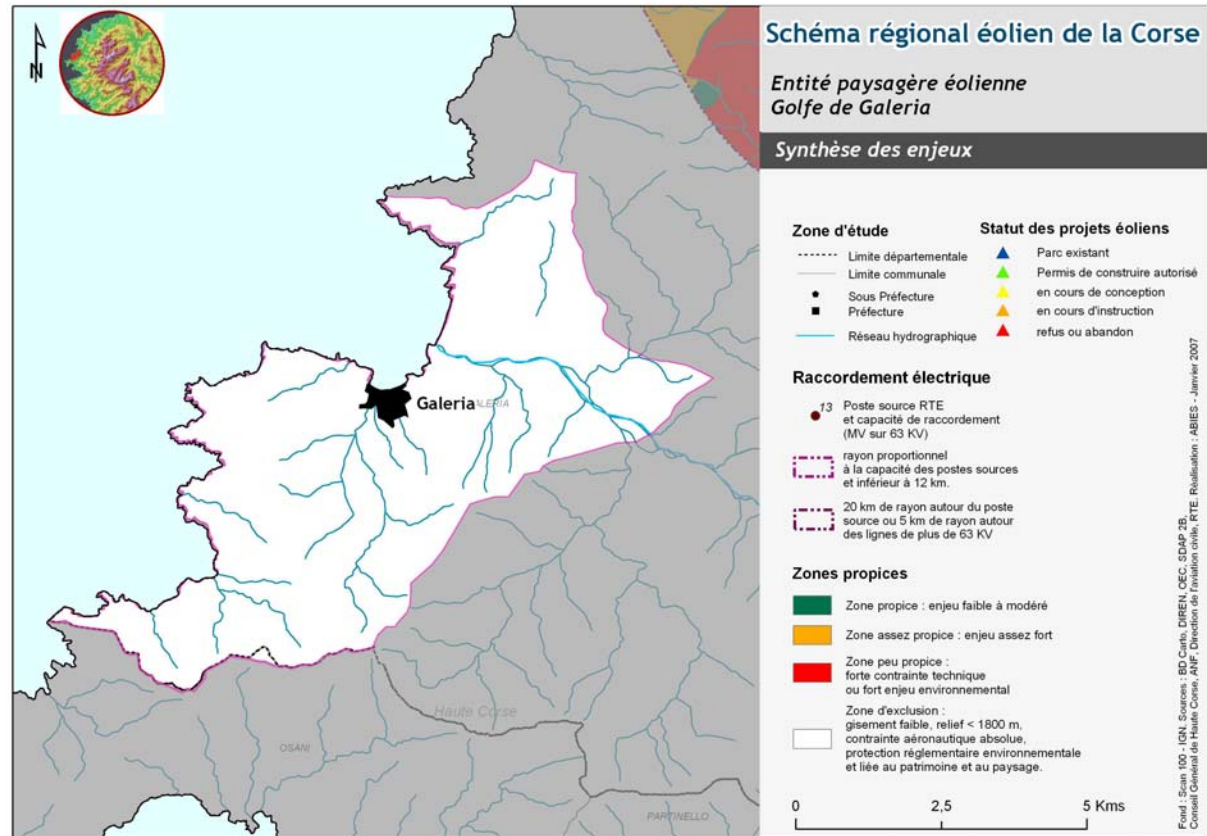 N
Schéma régional éolien de la Corse
Entité paysagère éolienne
Golfe de Galeria
Synthèse des enjeux
Zone d'étude
Limite départementale
Limite communale
Sous Préfecture
Préfecture
Réseau hydrographique
Statut des projets éoliens
Parc existant
Permis de construire autorisé
en cours de conception
en cours d'instruction
refus ou abandon
Raccordement électrique
13
Poste source RTE
et capacité de raccordement
(MV sur 63 KV)
rayon proportionnel
à la capacité des postes sources
et inférieur à 12 km.
20 km de rayon autour du poste
source ou 5 km de rayon autour
des lignes de plus de 63 KV
Zones propices
Zone propice : enjeu faible à modéré
Zone assez propice : enjeu assez fort
Zone peu propice :
forte contrainte technique
ou fort enjeu environnemental
Zone d'exclusion :
gisement faible, relief < 1800 m,
contrainte aéronautique absolue,
protection réglementaire environnementale
et liée au patrimoine et au paysage.
0 2,5 5 Kms
Fond : Scan 100 - IGN. Sources : BD Carto, DIREN, OEC, SDAP 2B,
Conseil Général de Haute Corse, ANF, Direction de l'aviation civile, RTE. Réalisation : ABIES - Janvier 2007
Galeria
ALERIA
Haute Corse
OSANI
PARTINELLO